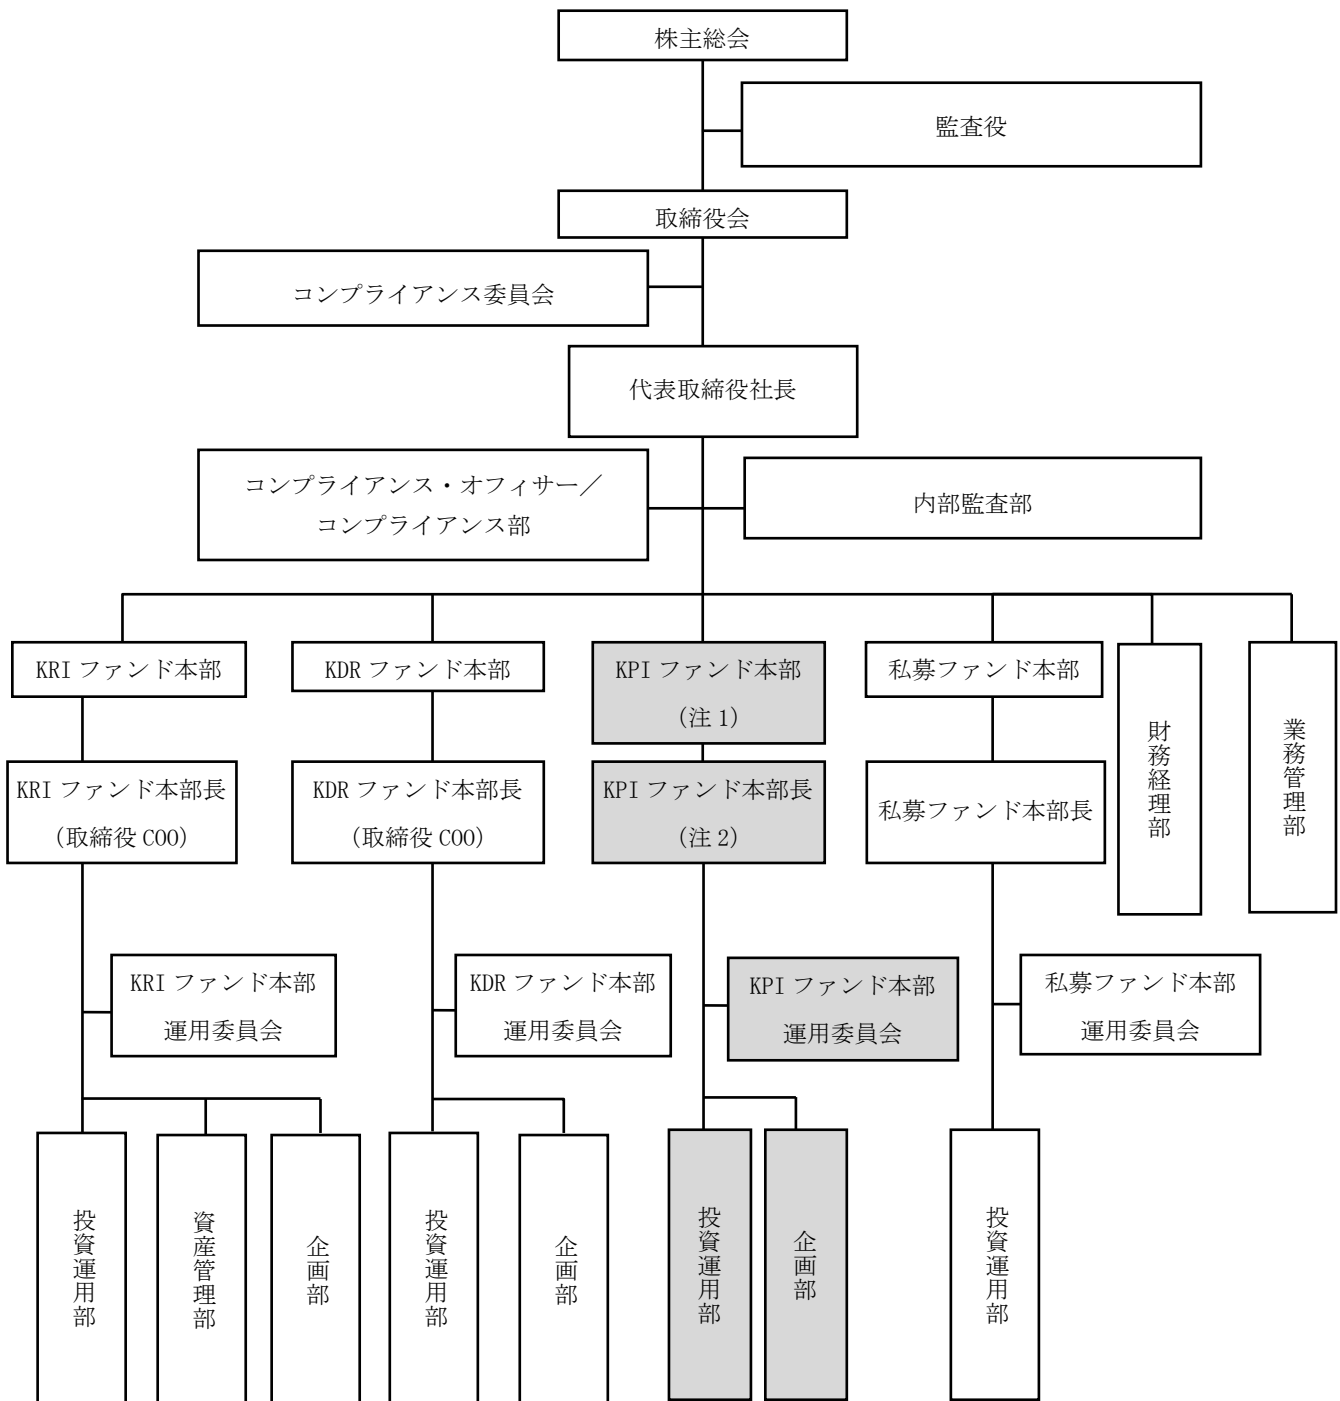 株主総会
監査役
取締役会
コンプライアンス委員会
代表取締役社長
コンプライアンス・オフィサー／
コンプライアンス部
内部監査部
KRI ファンド本部
KDR ファンド本部
KPI ファンド本部
（注 1）
私募ファンド本部
財務経理部
業務管理部
KRI ファンド本部長
（取締役 COO）
KDR ファンド本部長
（取締役 COO）
KPI ファンド本部長
（注 2）
私募ファンド本部長
KRI ファンド本部
運用委員会
KDR ファンド本部
運用委員会
KPI ファンド本部
運用委員会
私募ファンド本部
運用委員会
投資運用部
資産管理部
企画部
投資運用部
企画部
投資運用部
企画部
投資運用部